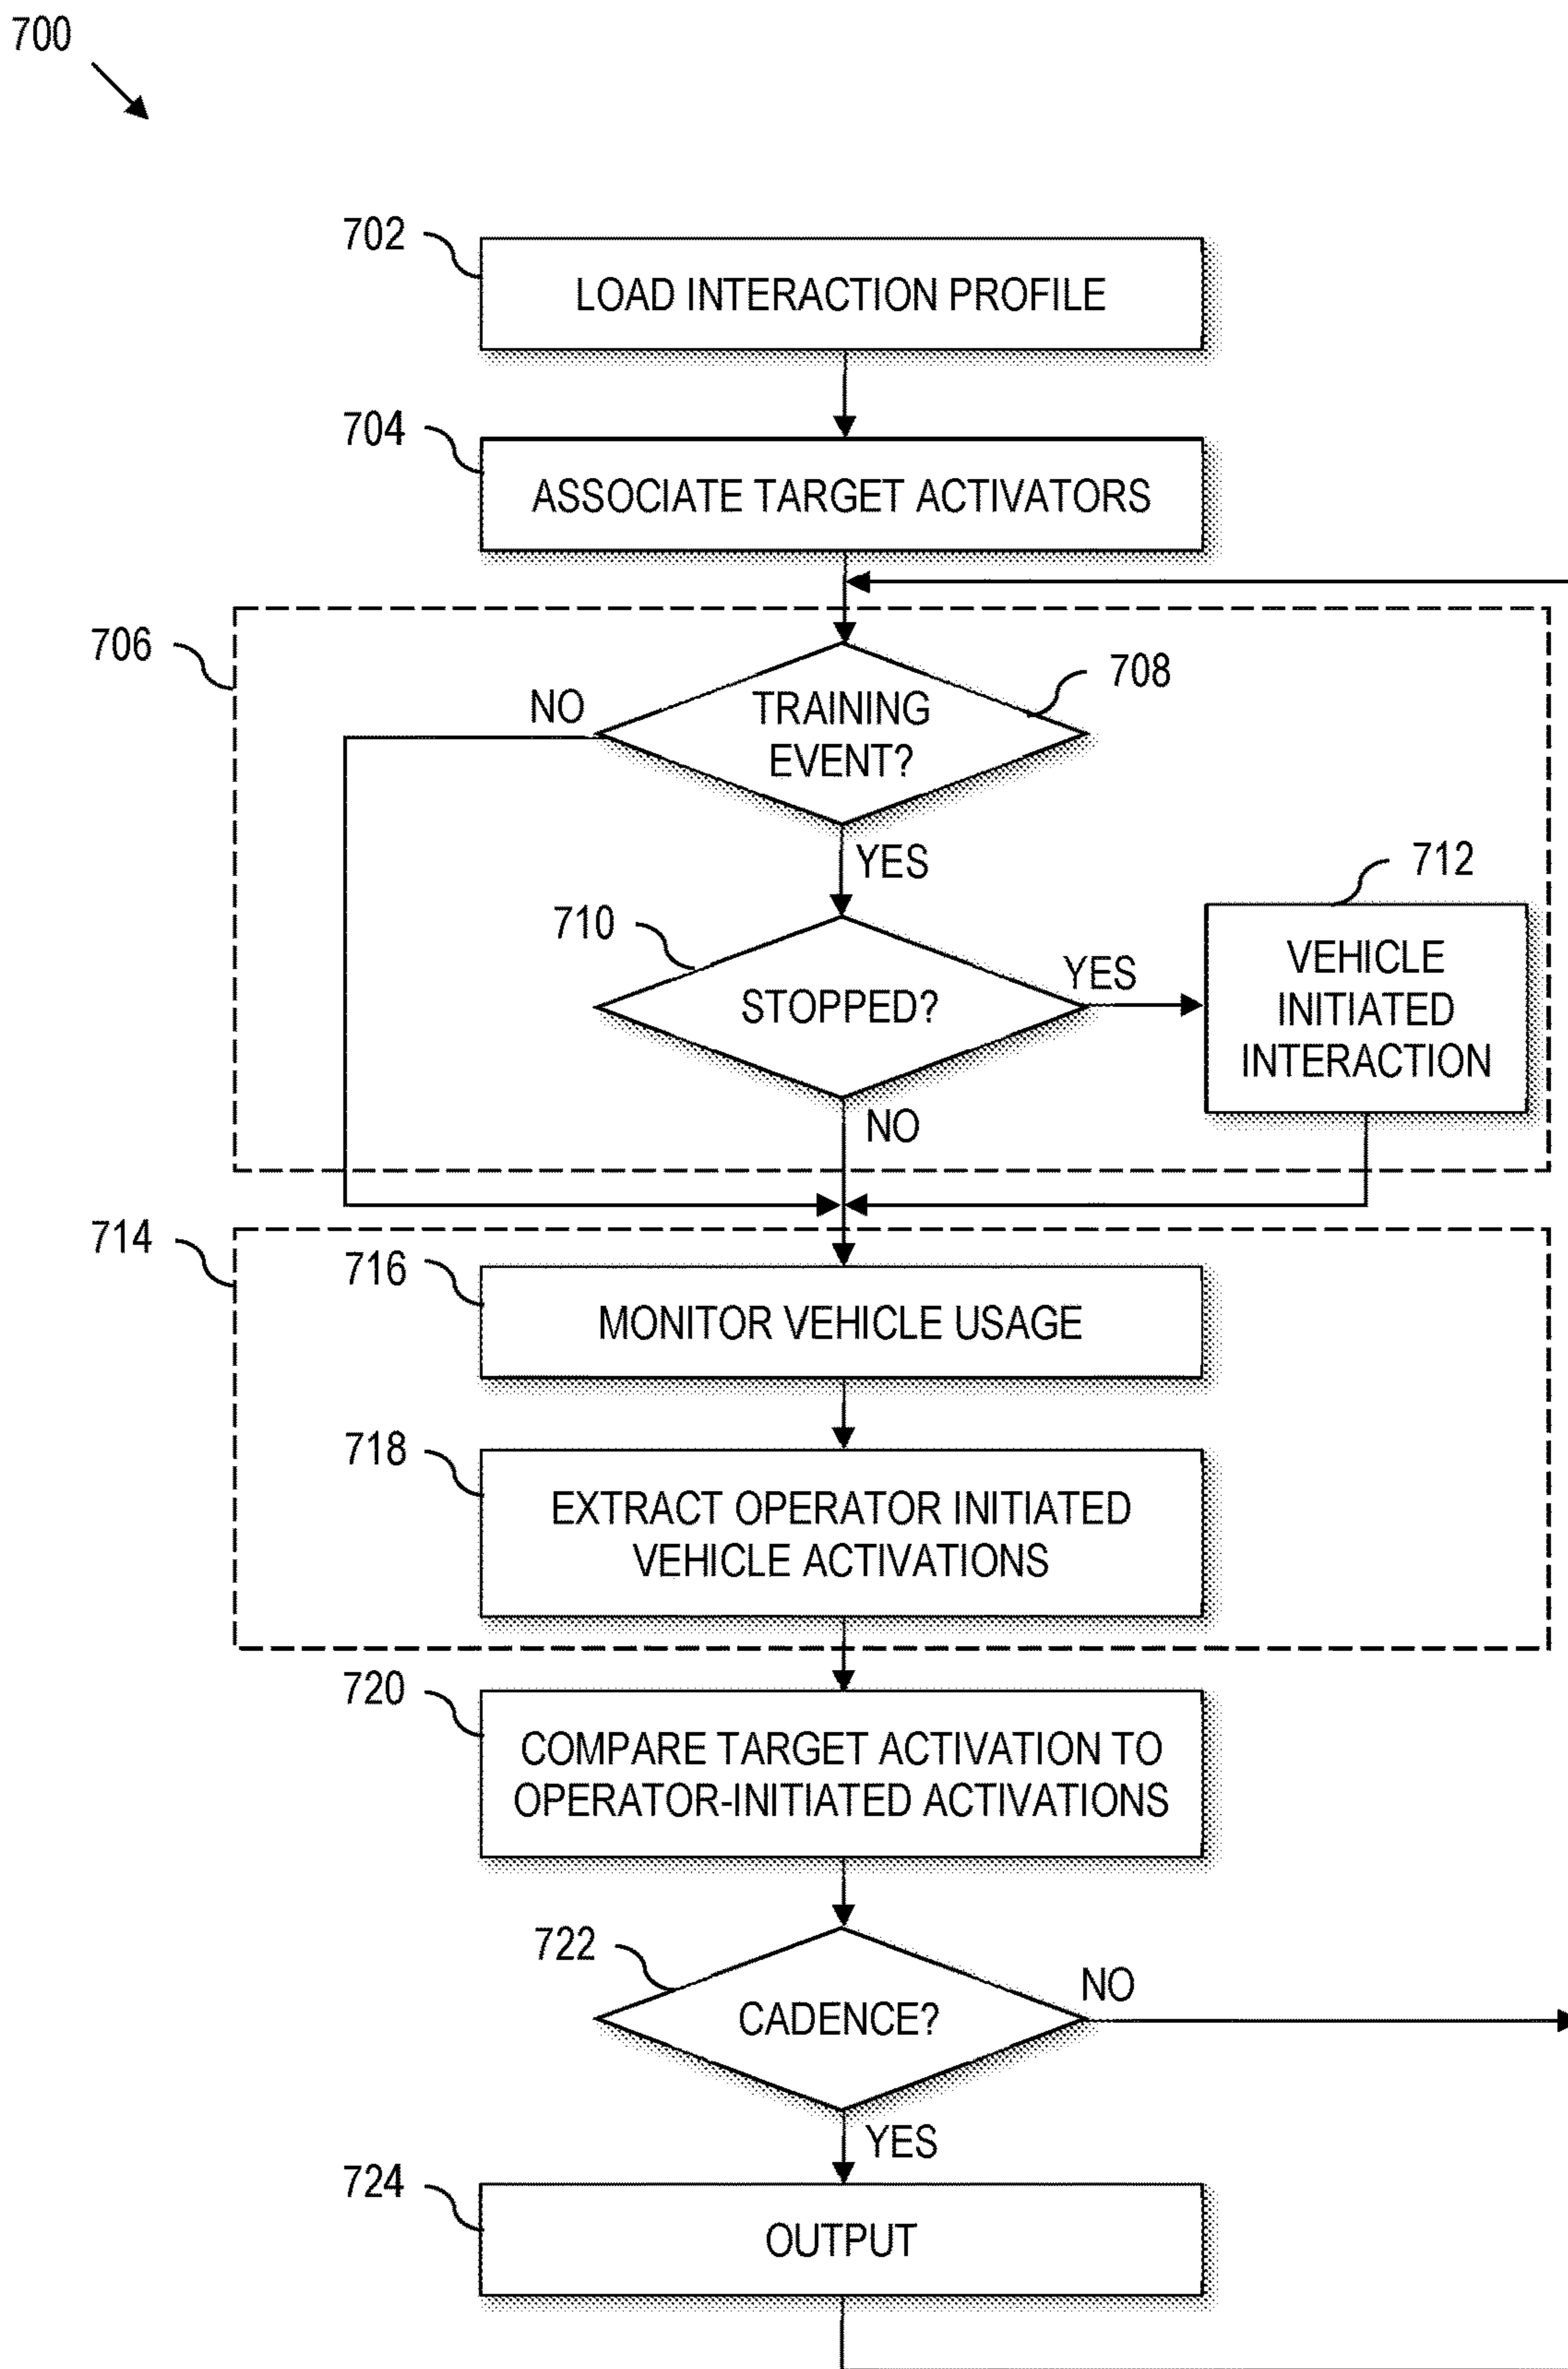 700
702
LOAD INTERACTION PROFILE
704
ASSOCIATE TARGET ACTIVATORS
706
708
NO
TRAINING
EVENT?
YES
712
710
YES
VEHICLE
STOPPED?
INITIATED
INTERACTION
NO
714
716
MONITOR VEHICLE USAGE
718
EXTRACT OPERATOR INITIATED
VEHICLE ACTIVATIONS
720
COMPARE TARGET ACTIVATION TO
OPERATOR-INITIATED ACTIVATIONS
722
NO
CADENCE?
YES
724
OUTPUT